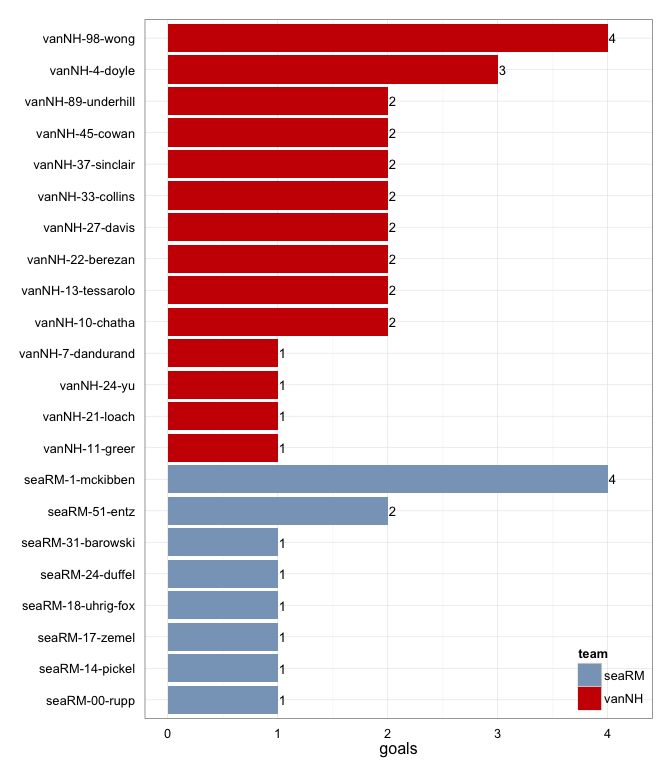 vanNH-98-wong 4
vanNH-4-doyle 3
vanNH-89-underhill 2
vanNH-45-cowan 2
vanNH-37-sinclair 2
vanNH-33-collins 2
vanNH-27-davis 2
vanNH-22-berezan 2
vanNH-13-tessarolo 2
vanNH-10-chatha 2
vanNH-7-dandurand 1
vanNH-24-yu 1
vanNH-21-loach 1
vanNH-11-greer 1
seaRM-1-mckibben 4
seaRM-51-entz 2
seaRM-31-barowski 1
seaRM-24-duffel 1
seaRM-18-uhrig-fox 1
seaRM-17-zemel 1
seaRM-14-pickel 1
seaRM-00-rupp 1
team
seaRM
vanNH
0 1 2 3 4
goals